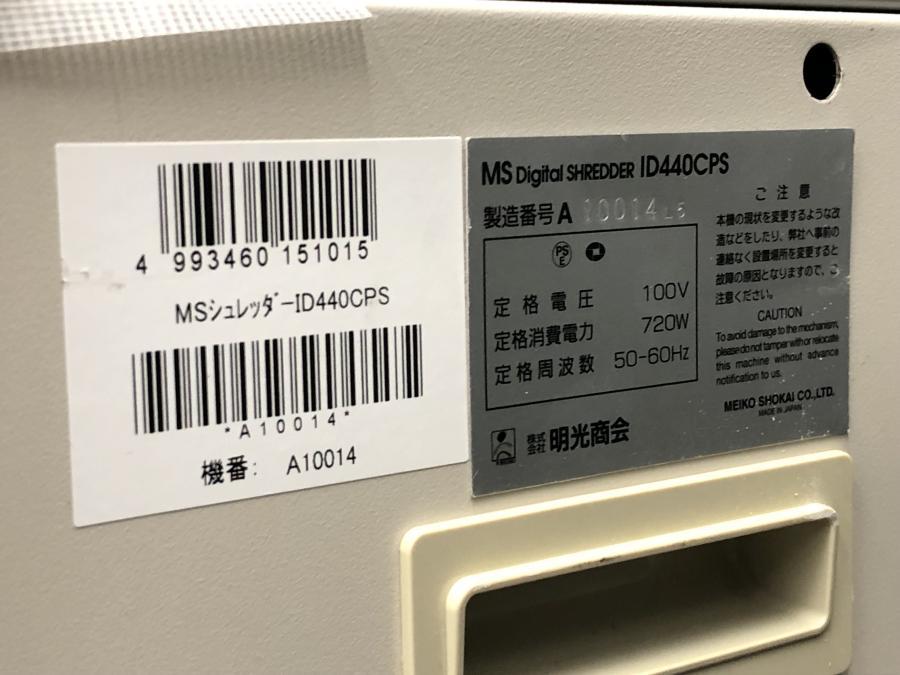 4 993460 151015
MSシュレッダーID440CPS
*A10014*
機番: A10014
MS Digital SHREDDER ID440CPS
製造番号 A 10014L6
PS
E
定格電圧 100V
定格消費電力 720W
定格周波数 50-60Hz
株式
会社 明光商会
ご注意
本機の現状を変更するような改
造などをしたり、弊社へ事前の
連絡なく設置場所を変更すると
故障の原因となりますので、ご
注意ください。
CAUTION
To avoid damage to the mechanism,
please do not tamper with or relocate
this machine without advance
notification to us.
MEIKO SHOKAI CO.,LTD.
MADE IN JAPAN